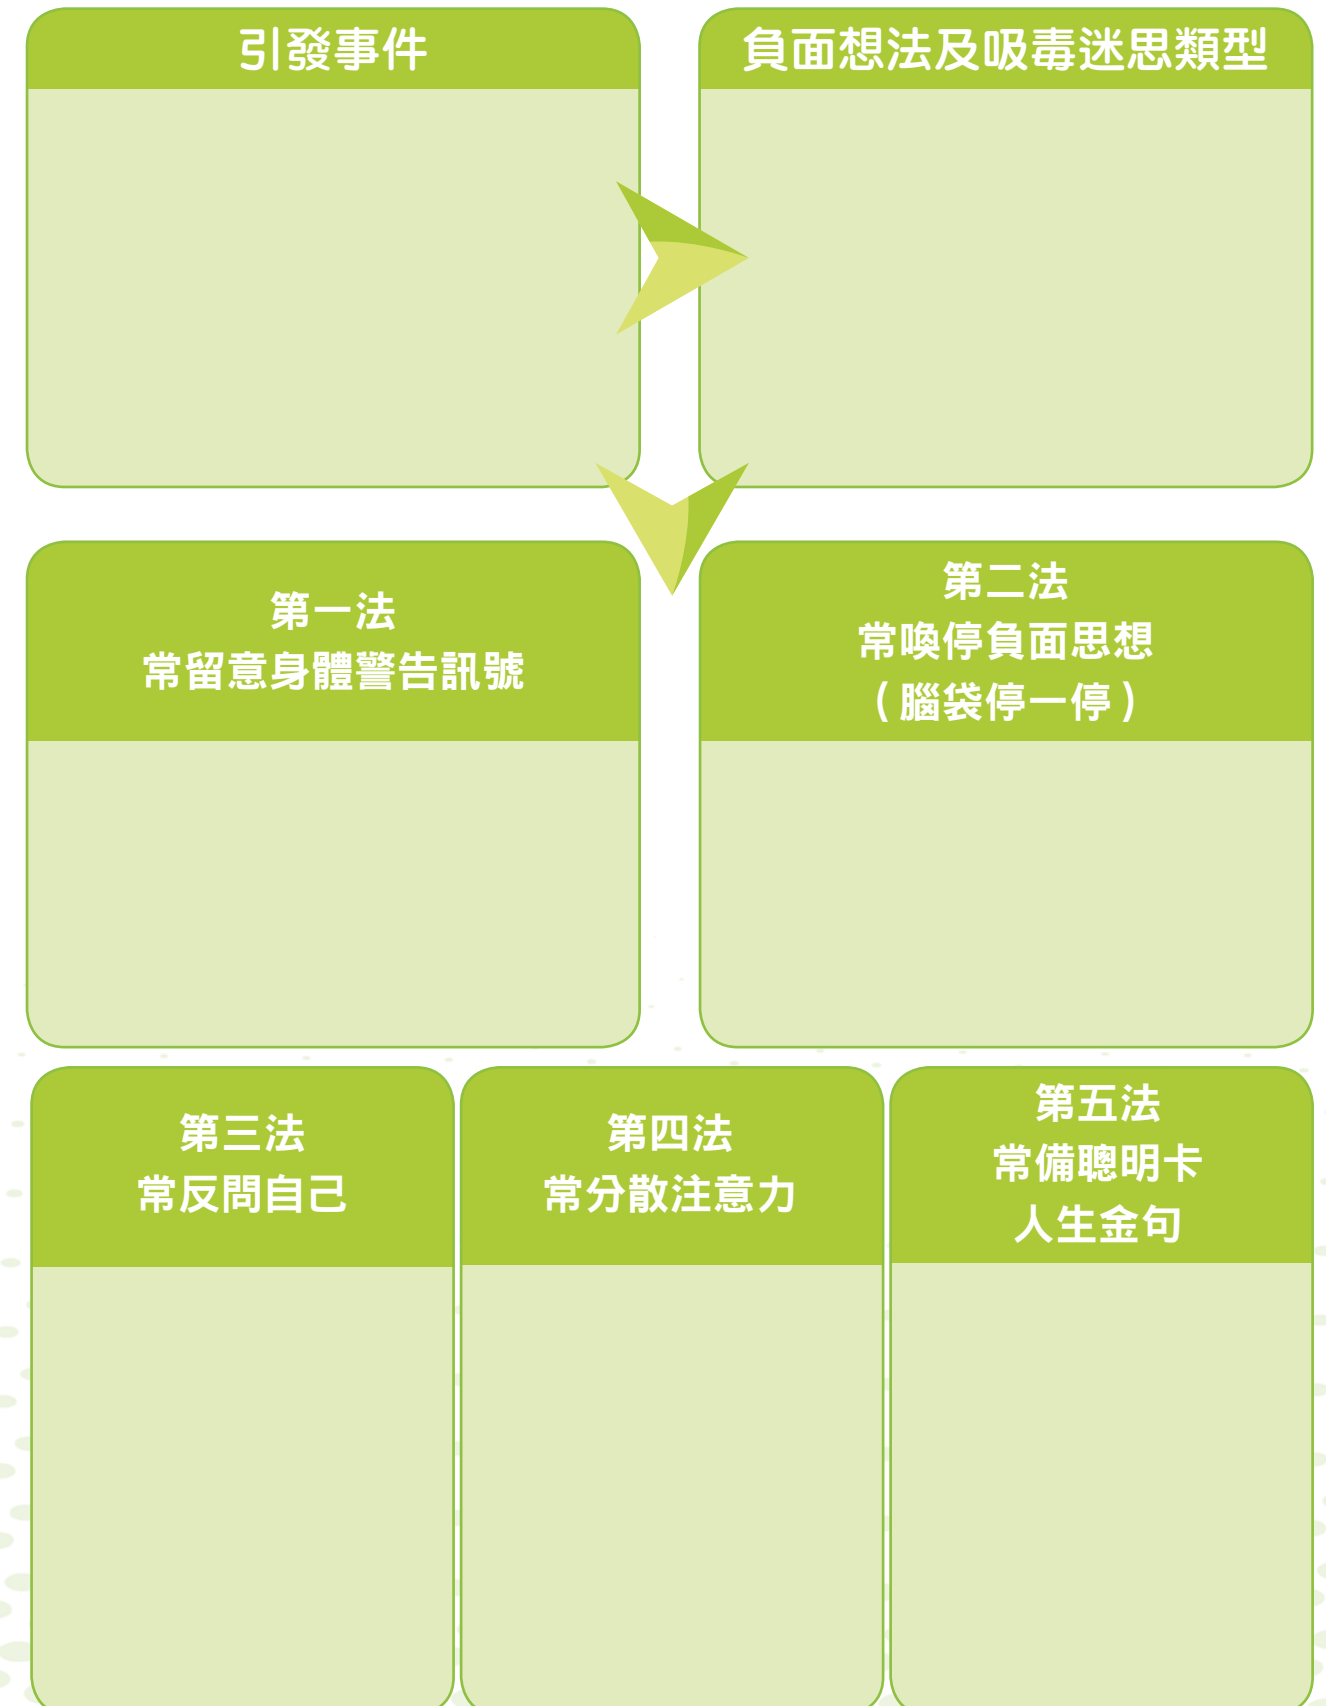 引發事件
負面想法及吸毒迷思類型
第一法
常留意身體警告訊號
第二法
常喚停負面思想
(腦袋停一停)
第三法
常反問自己
第四法
常分散注意力
第五法
常備聰明卡
人生金句